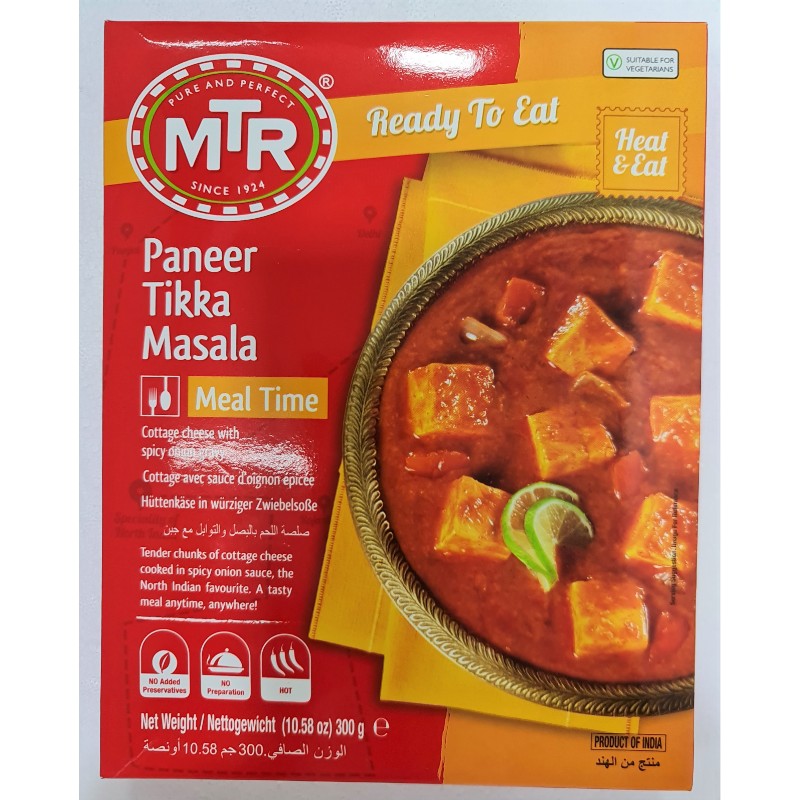 PURE AND PERFECT
MTR
SINCE 1924
®
Ready To Eat
V SUITABLE FOR
VEGETARIANS
Heat
& Eat
Paneer
Tikka
Masala
Meal Time
Cottage cheese with
spicy onion gravy
Cottage avec sauce d'oignon epicée
Hüttenkäse in würziger Zwiebelsoße
صلصة اللحم بالبصل والتوابل مع جبن
Tender chunks of cottage cheese
cooked in spicy onion sauce, the
North Indian favourite. A tasty
meal anytime, anywhere!
NO Added
Preservatives
NO
Preparation
HOT
Net Weight / Nettogewicht (10.58 oz) 300 g ℮
الوزن الصافي.300 جم 10.58 أونصة
PRODUCT OF INDIA
منتج من الهند